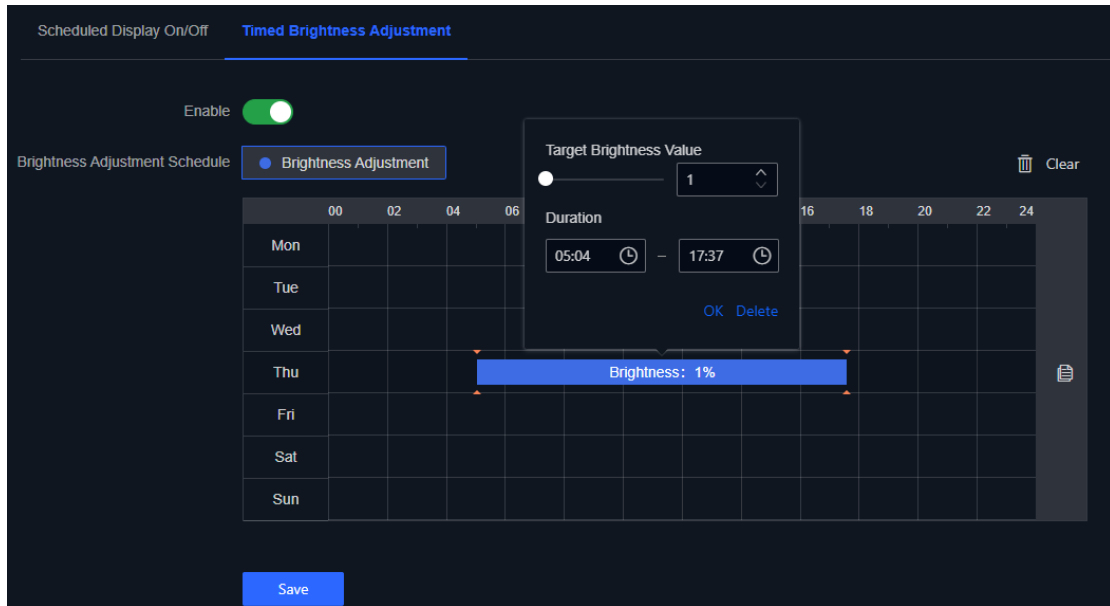 Scheduled Display On/Off Timed Brightness Adjustment
Enable
Brightness Adjustment Schedule Brightness Adjustment Clear
Target Brightness Value
1
Duration
05:04 – 17:37
OK Delete
00 02 04 06 16 18 20 22 24
Mon
Tue
Wed
Thu Brightness: 1%
Fri
Sat
Sun
Save